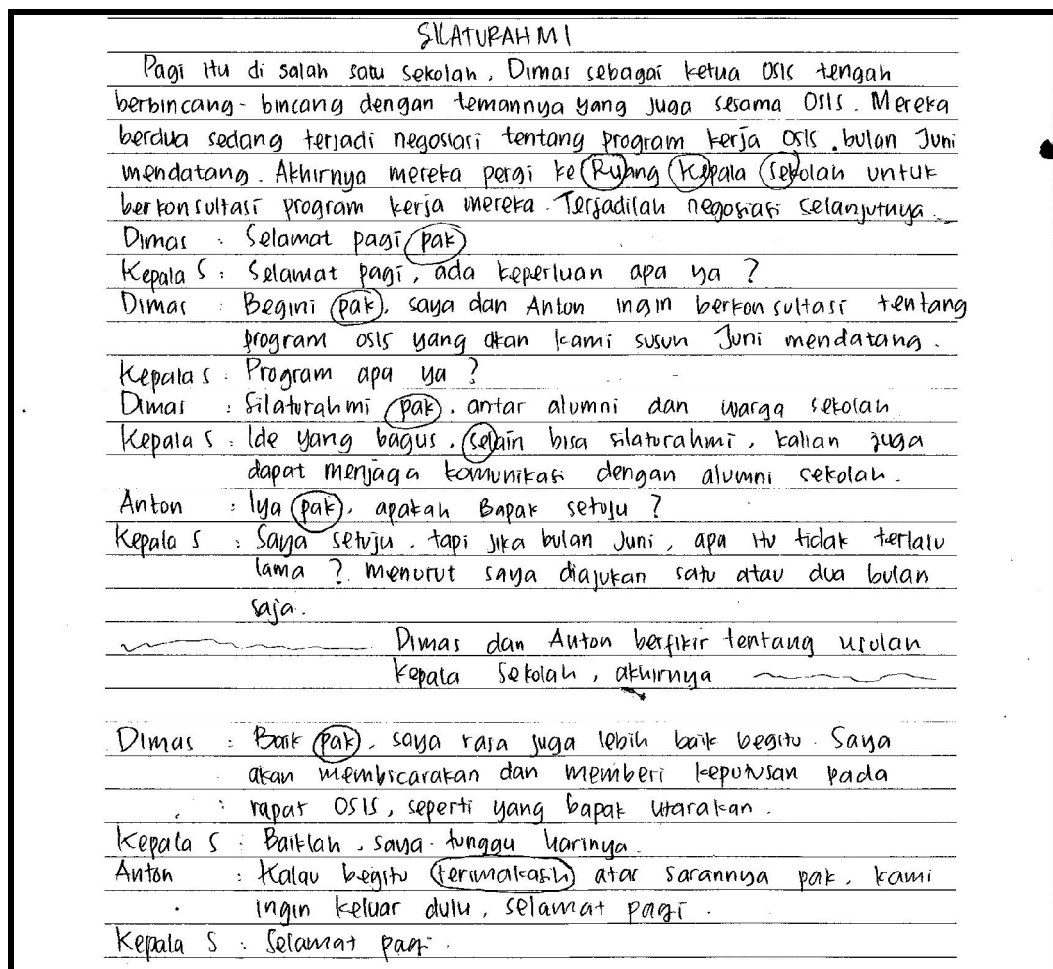 SILATURAHMI
Pagi itu di salah satu sekolah, Dimas sebagai ketua OSIS tengah
berbincang-bincang dengan temannya yang juga sesama OSIS. Mereka
berdua sedang terjadi negosiasi tentang program kerja OSIS. bulan Juni
mendatang. Akhirnya mereka pergi ke Ruang Kepala Sekolah untuk
berkonsultasi program kerja mereka. Terjadilah negosiasi selanjutnya.
Dimas : Selamat pagi pak
Kepala S : Selamat pagi, ada keperluan apa ya ?
Dimas : Begini pak, saya dan Anton ingin berkonsultasi tentang
program osis yang akan kami susun Juni mendatang.
Kepala S : Program apa ya ?
Dimas : Silaturahmi pak. antar alumni dan warga sekolah
Kepala S : Ide yang bagus, selain bisa silaturahmi, kalian juga
dapat menjaga komunikasi dengan alumni sekolah.
Anton : Iya pak, apakah Bapak setuju ?
Kepala S : Saya setuju. tapi jika bulan Juni, apa itu tidak terlalu
lama ? menurut saya diajukan satu atau dua bulan
saja.
Dimas dan Anton berfikir tentang usulan
Kepala Sekolah, akhirnya
Dimas : Baik pak, saya rasa juga lebih baik begitu. Saya
akan membicarakan dan memberi keputusan pada
: rapat OSIS, seperti yang bapak utarakan.
Kepala S : Baiklah, saya tunggu harinya.
Anton : Kalau begitu terimakasih atas sarannya pak, kami
ingin keluar dulu, selamat pagi.
Kepala S : Selamat pagi.